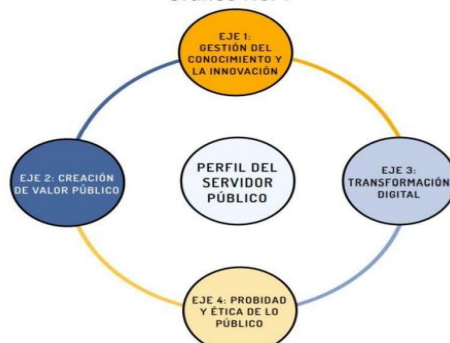 EJE 1:
GESTIÓN DEL
CONOCIMIENTO Y
LA INNOVACIÓN
EJE 2: CREACIÓN
DE VALOR PÚBLICO
PERFIL DEL
SERVIDOR
PÚBLICO
EJE 3:
TRANSFORMACIÓN
DIGITAL
EJE 4: PROBIDAD
Y ÉTICA DE LO
PÚBLICO